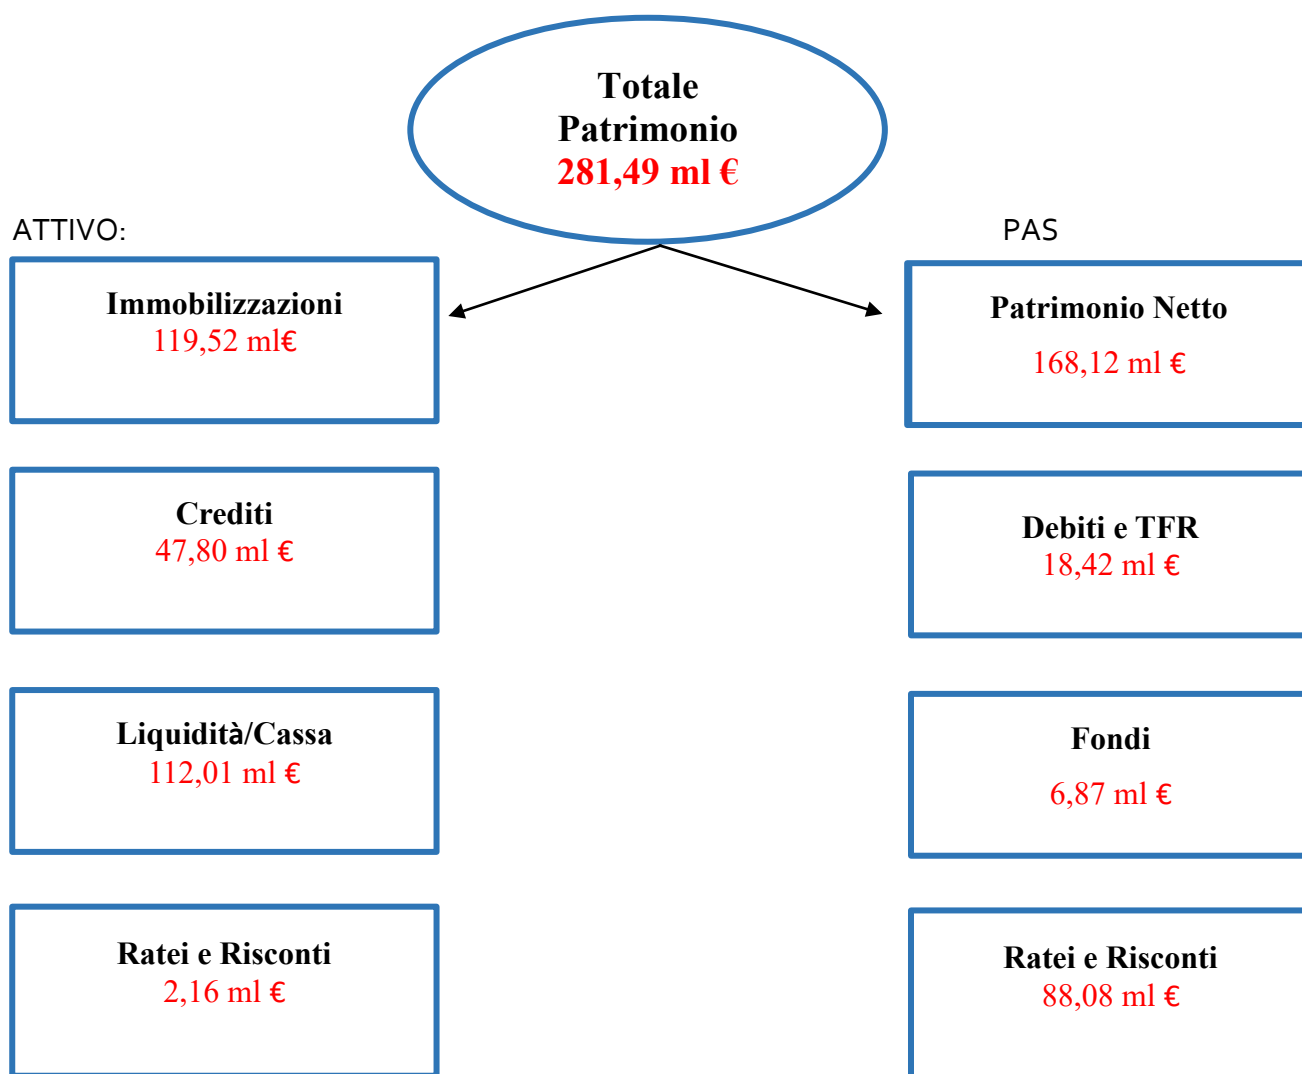 Totale
Patrimonio
281,49 ml €
ATTIVO:
PAS
Immobilizzazioni
119,52 ml€
Patrimonio Netto
168,12 ml €
Crediti
47,80 ml €
Debiti e TFR
18,42 ml €
Liquidità/Cassa
112,01 ml €
Fondi
6,87 ml €
Ratei e Risconti
2,16 ml €
Ratei e Risconti
88,08 ml €